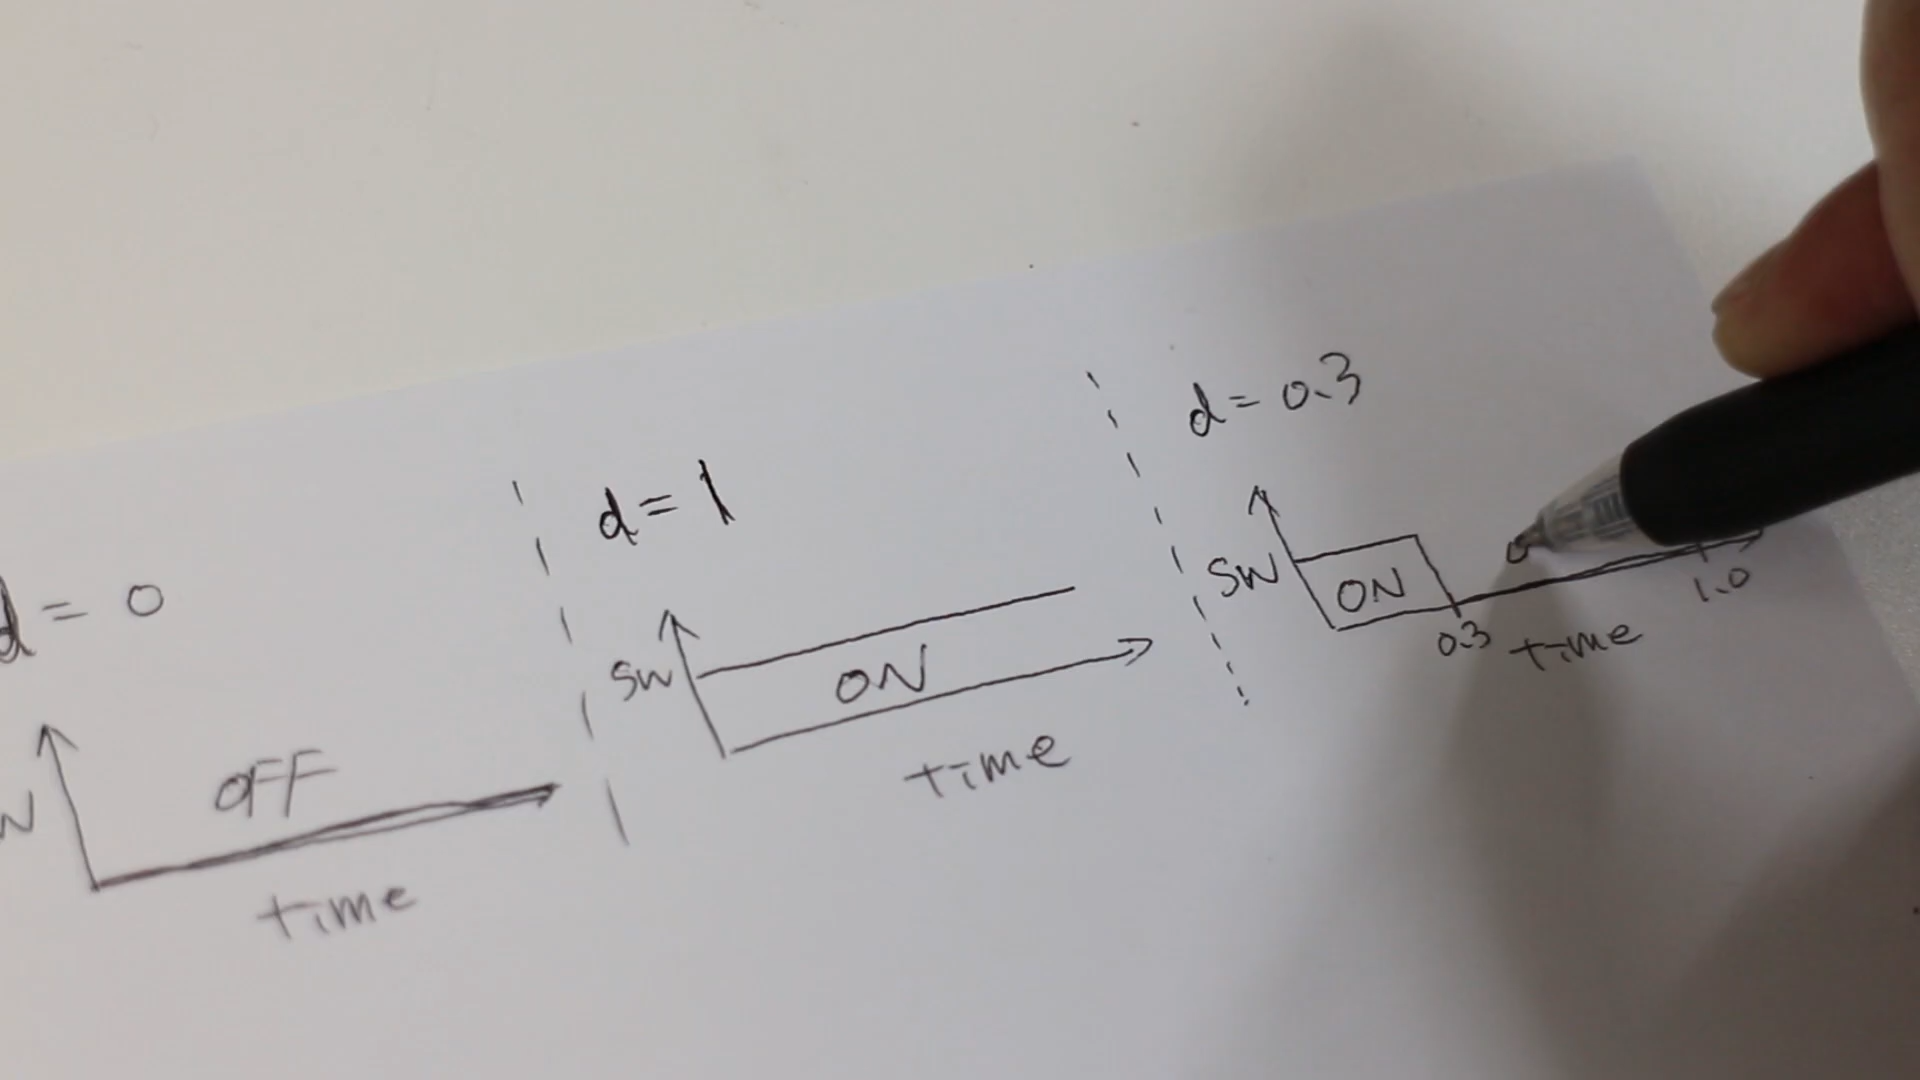 d = 0
OFF
time
d = 1
SW
ON
time
d = 0.3
SW
ON
0.3
1.0
time